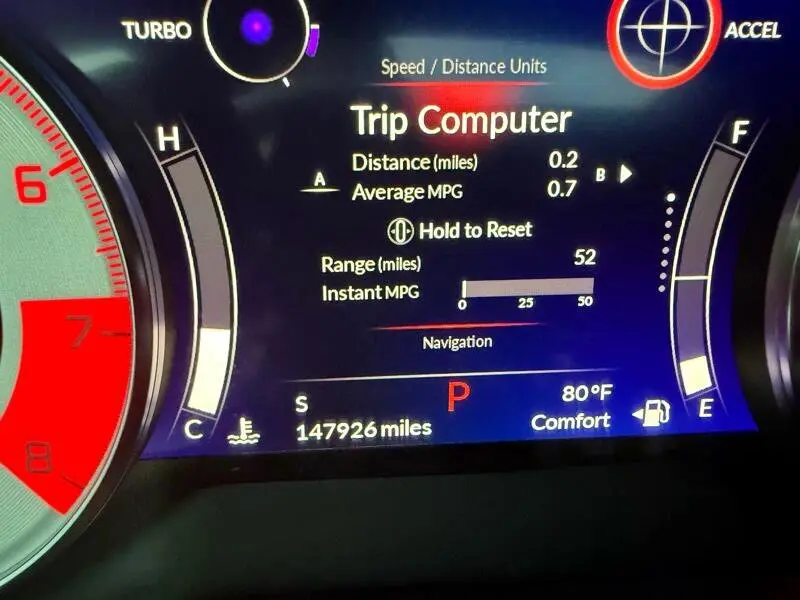 TURBO
ACCEL
Speed / Distance Units
Trip Computer
H
F
Distance (miles) 0.2
A
B
Average MPG 0.7
6
Hold to Reset
Range (miles) 52
Instant MPG
0 25 50
7
Navigation
S
P
80°F
C
147926 miles
Comfort
E
8